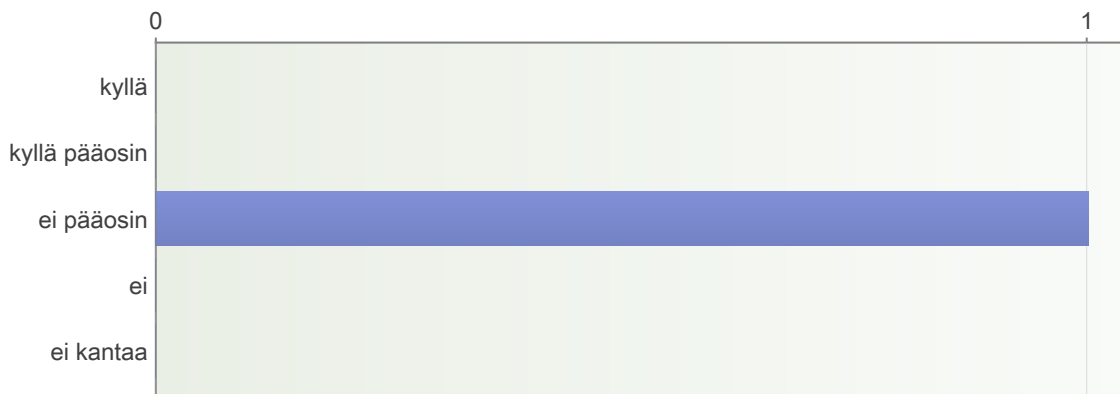 0 1
kyllä
kyllä pääosin
ei pääosin
ei
ei kantaa